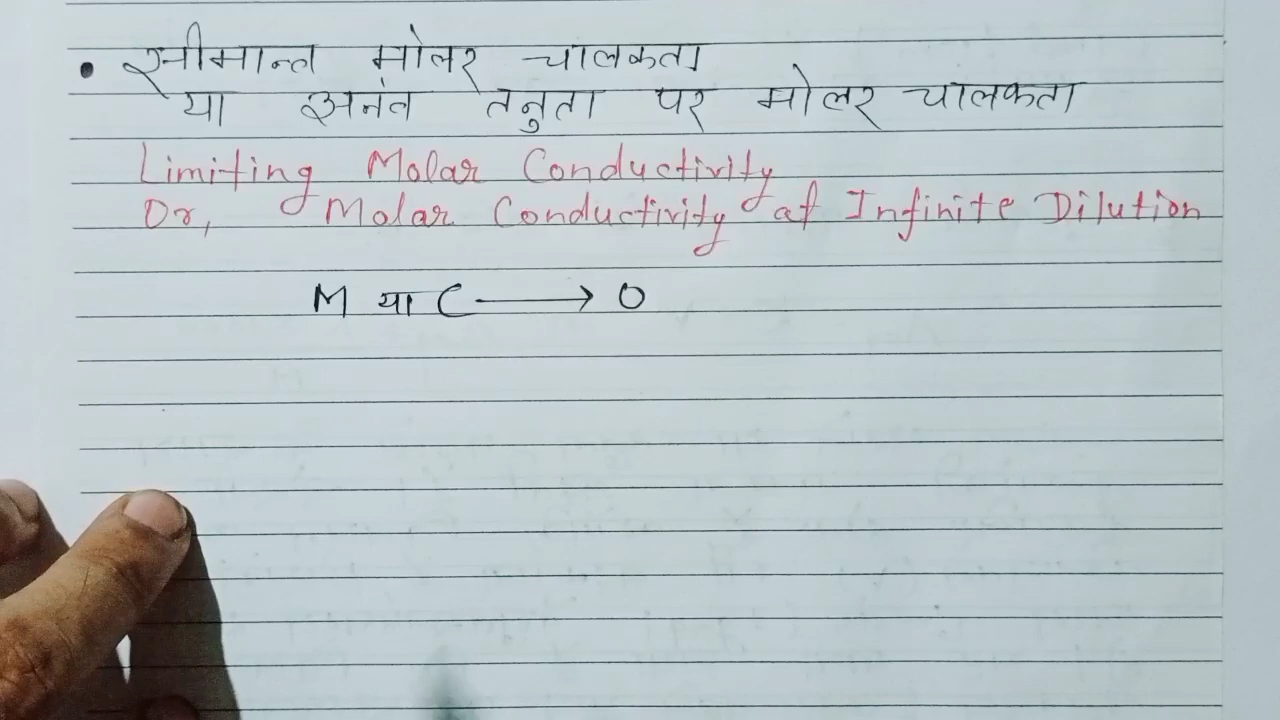 • सीमान्त मोलर चालकता
या अनंत तनुता पर मोलर चालकता
Limiting Molar Conductivity
Or, Molar Conductivity at Infinite Dilution
M या C ⟶ 0